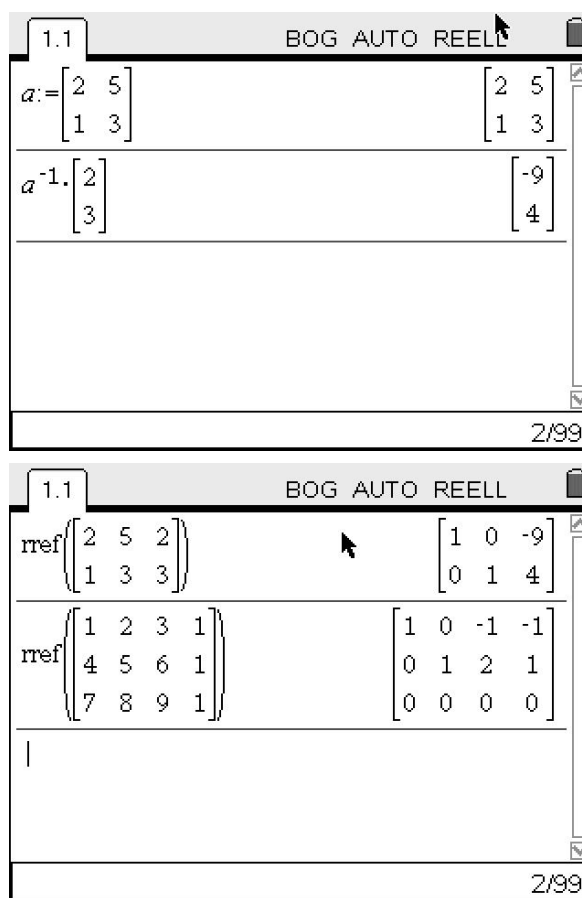 1.1 BOG AUTO REELL
a:=[2 5 [2 5
1 3] 1 3]
a^-1·[2 [-9
3] 4]
2/99
1.1 BOG AUTO REELL
rref([2 5 2 [1 0 -9
1 3 3]) 0 1 4]
rref([1 2 3 1 [1 0 -1 -1
4 5 6 1 0 1 2 1
7 8 9 1]) 0 0 0 0]
2/99